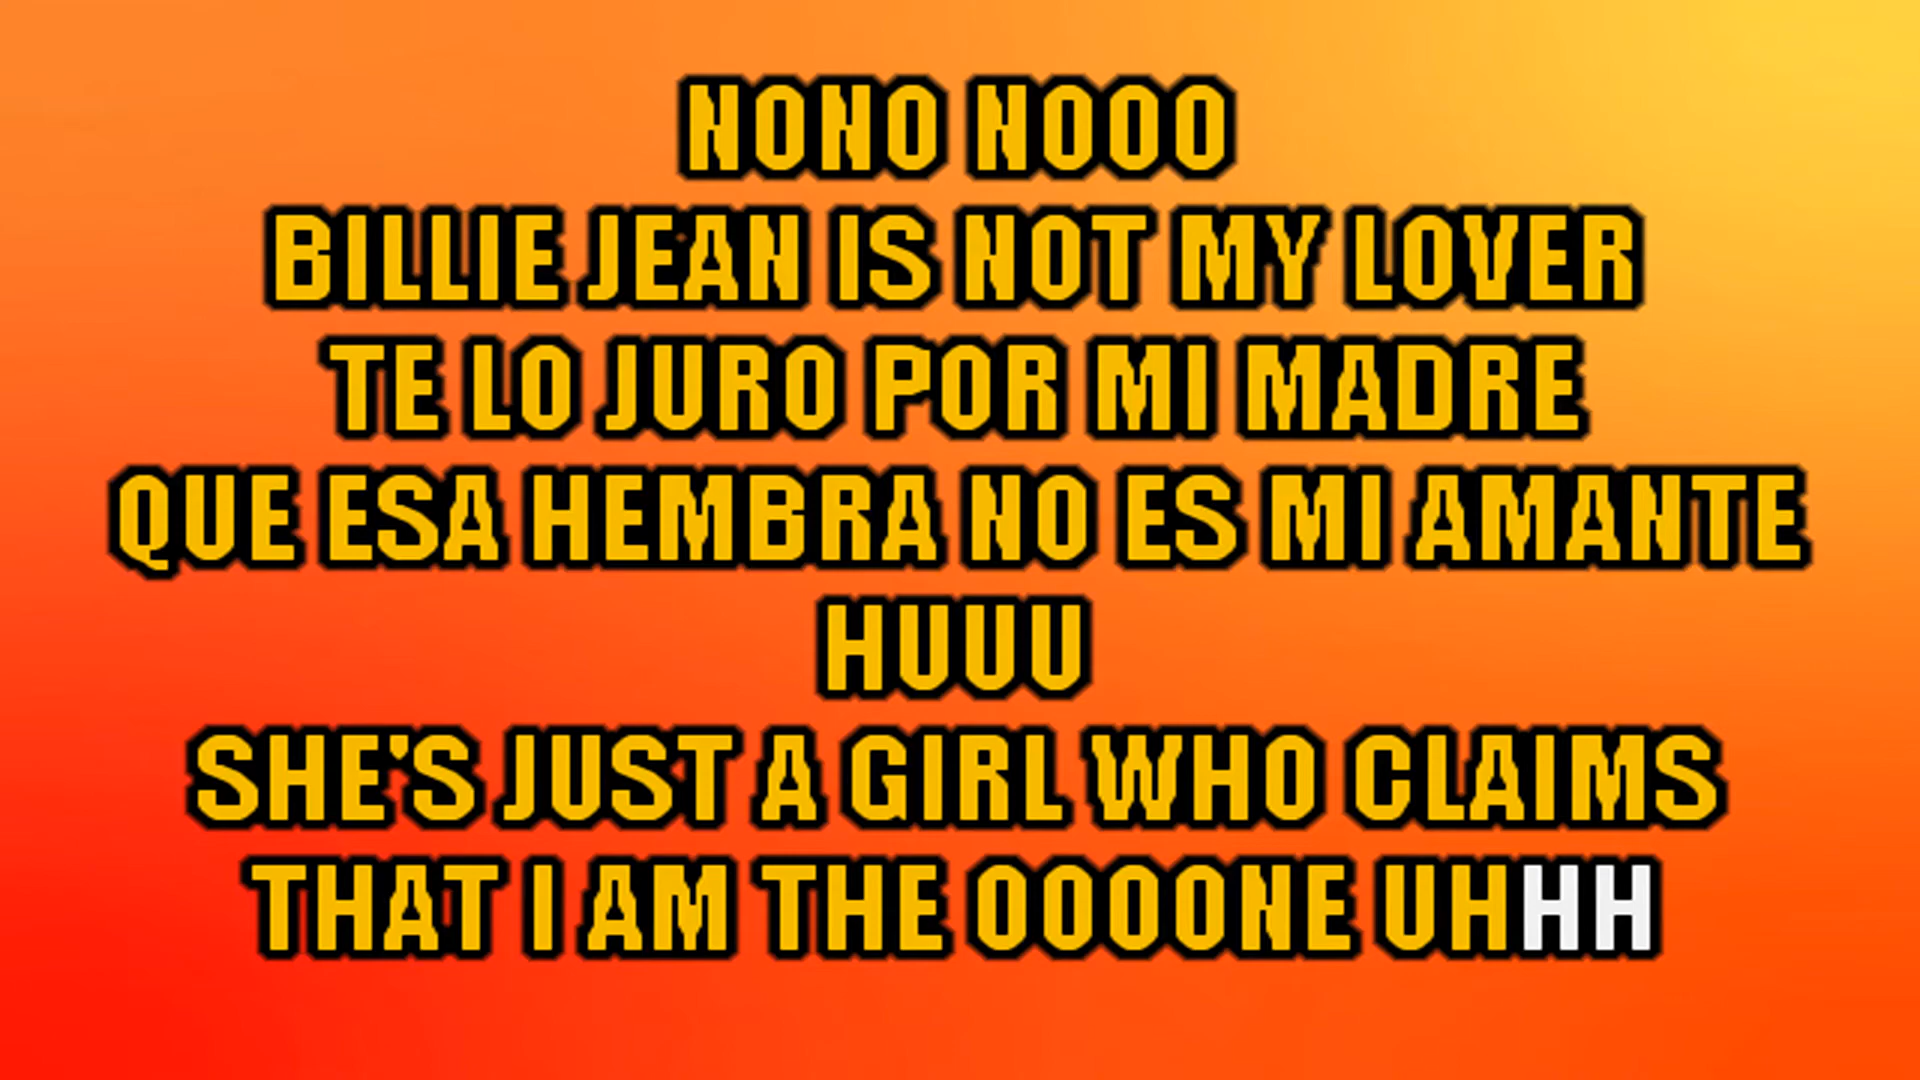 NONO NOOO
BILLIE JEAN IS NOT MY LOVER
TE LO JURO POR MI MADRE
QUE ESA HEMBRA NO ES MI AMANTE
HUUU
SHE'S JUST A GIRL WHO CLAIMS
THAT I AM THE OOOONE UHHH